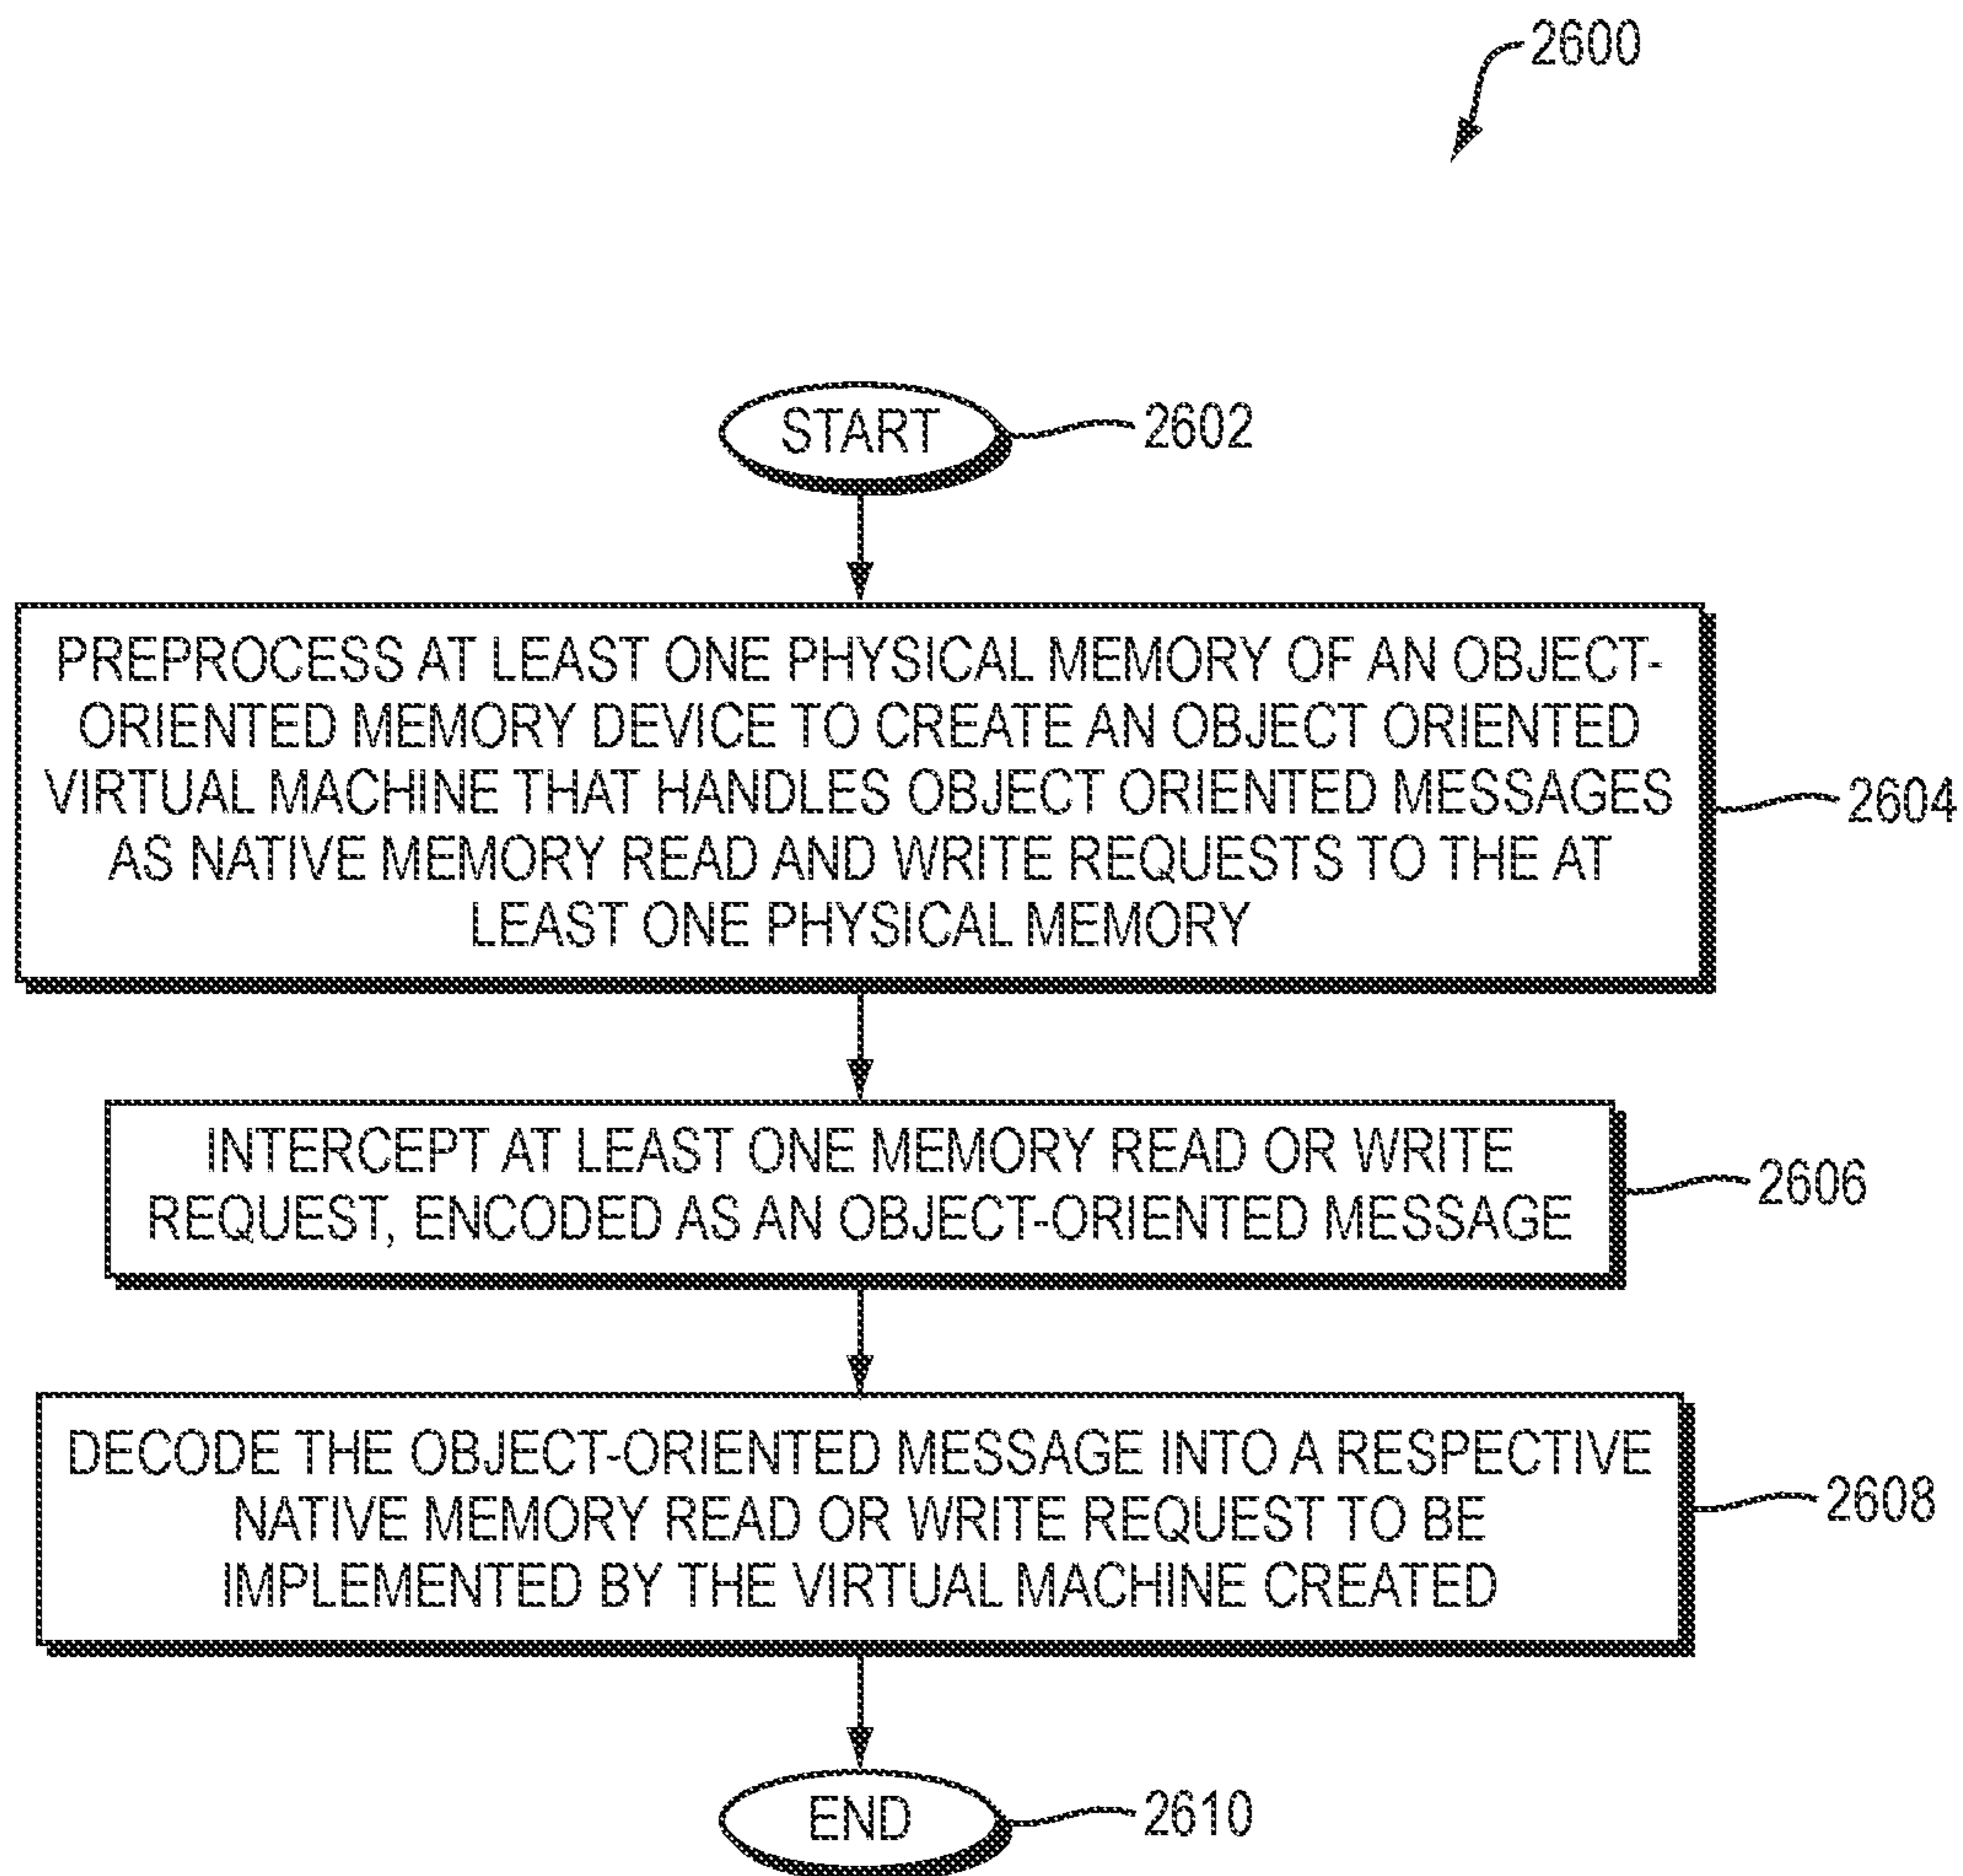 2600
START
2602
PREPROCESS AT LEAST ONE PHYSICAL MEMORY OF AN OBJECT-
ORIENTED MEMORY DEVICE TO CREATE AN OBJECT ORIENTED
VIRTUAL MACHINE THAT HANDLES OBJECT ORIENTED MESSAGES
AS NATIVE MEMORY READ AND WRITE REQUESTS TO THE AT
LEAST ONE PHYSICAL MEMORY
2604
INTERCEPT AT LEAST ONE MEMORY READ OR WRITE
REQUEST, ENCODED AS AN OBJECT-ORIENTED MESSAGE
2606
DECODE THE OBJECT-ORIENTED MESSAGE INTO A RESPECTIVE
NATIVE MEMORY READ OR WRITE REQUEST TO BE
IMPLEMENTED BY THE VIRTUAL MACHINE CREATED
2608
END
2610